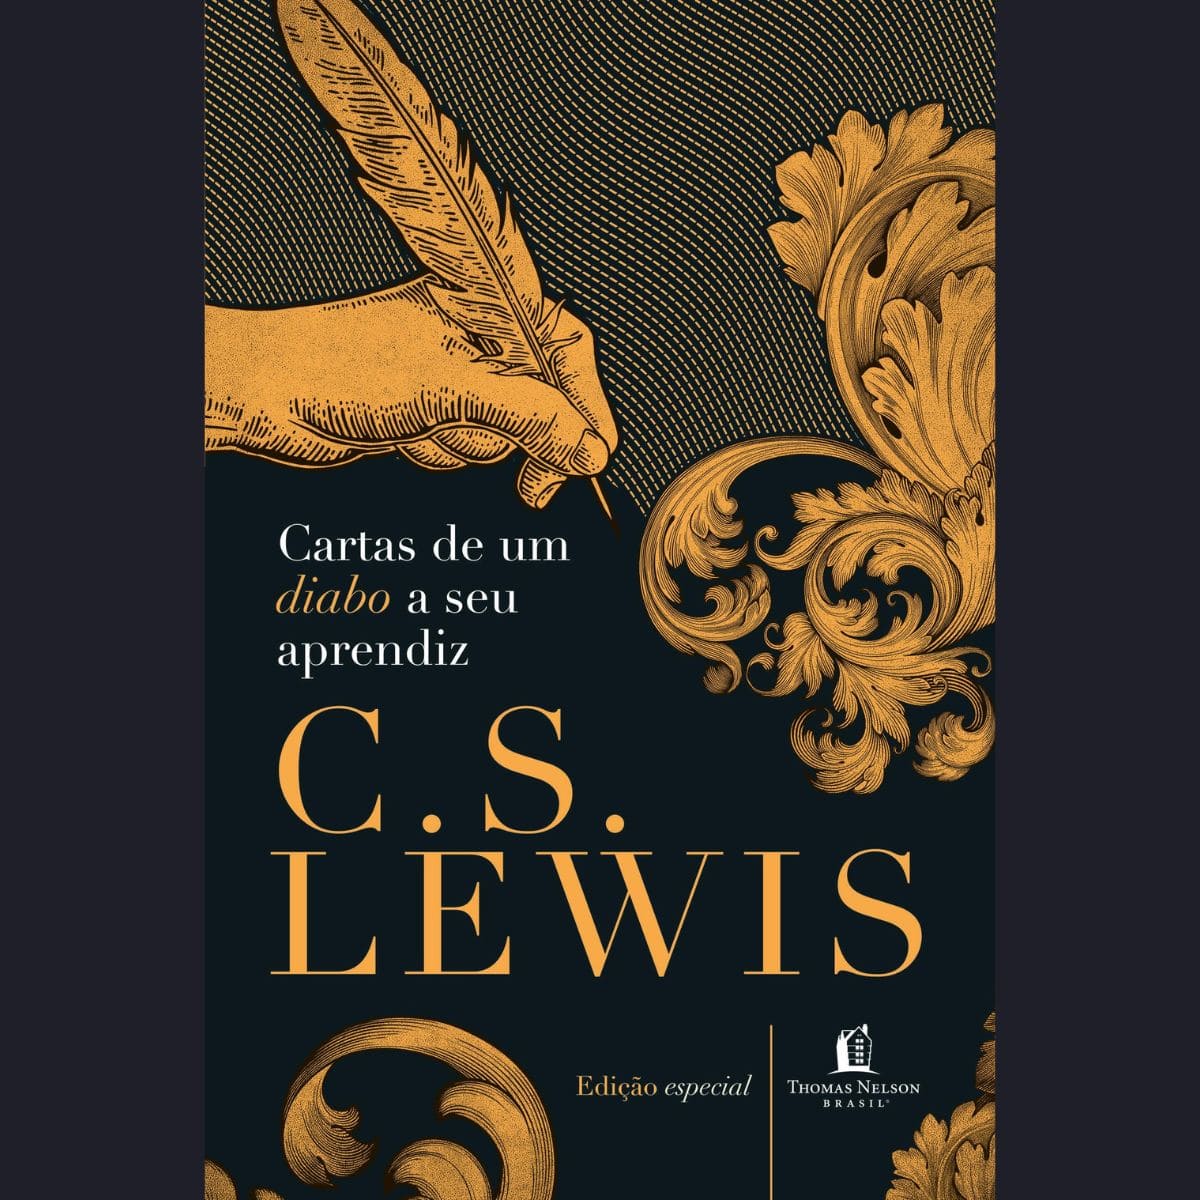 Cartas de um
diabo a seu
aprendiz
C.S.
LEWIS
Edição especial
THOMAS NELSON
BRASIL®